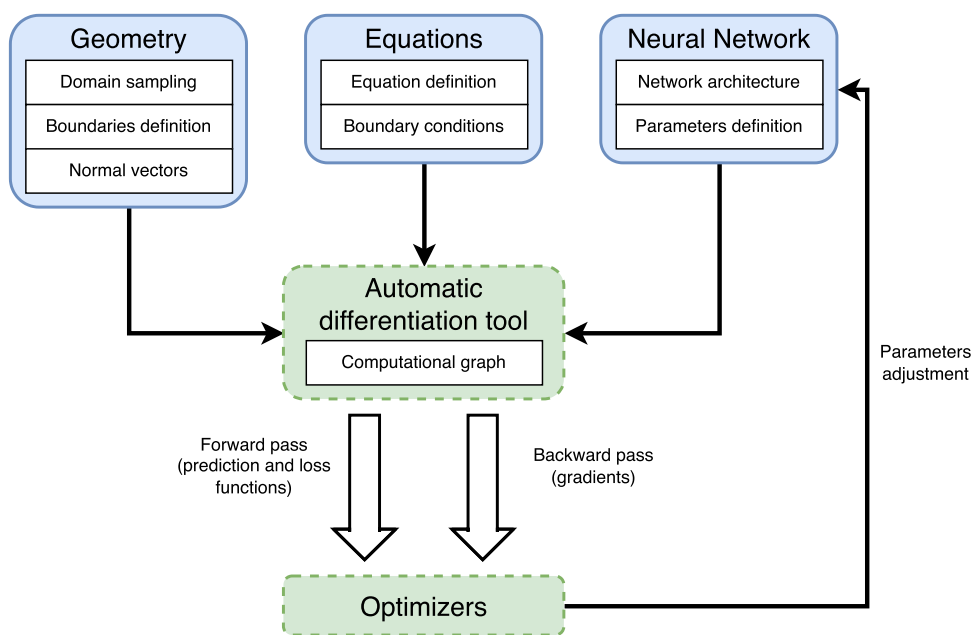 Geometry
Domain sampling
Boundaries definition
Normal vectors
Equations
Equation definition
Boundary conditions
Neural Network
Network architecture
Parameters definition
Automatic
differentiation tool
Computational graph
Parameters
adjustment
Forward pass
(prediction and loss
functions)
Backward pass
(gradients)
Optimizers